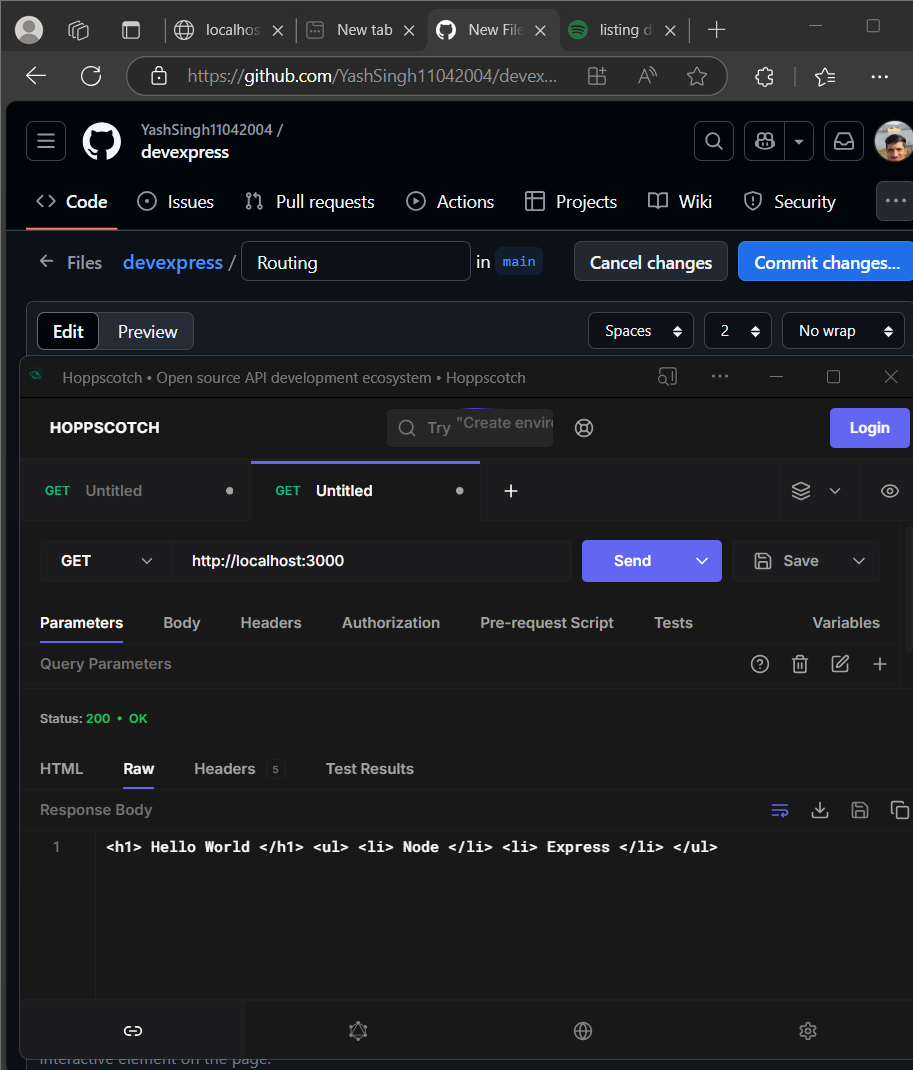 localhos
New tab
New File
listing d
https://github.com/YashSingh11042004/devex...
YashSingh11042004 /
devexpress
Code
Issues
Pull requests
Actions
Projects
Wiki
Security
Files
devexpress /
Routing
in
main
Cancel changes
Commit changes...
Edit
Preview
Spaces
2
No wrap
Hoppscotch • Open source API development ecosystem • Hoppscotch
HOPPSCOTCH
Try "Create enviro
Login
GET Untitled
GET Untitled
GET
http://localhost:3000
Send
Save
Parameters
Body
Headers
Authorization
Pre-request Script
Tests
Variables
Query Parameters
Status: 200 • OK
HTML
Raw
Headers 5
Test Results
Response Body
1 <h1> Hello World </h1> <ul> <li> Node </li> <li> Express </li> </ul>
interactive element on the page.